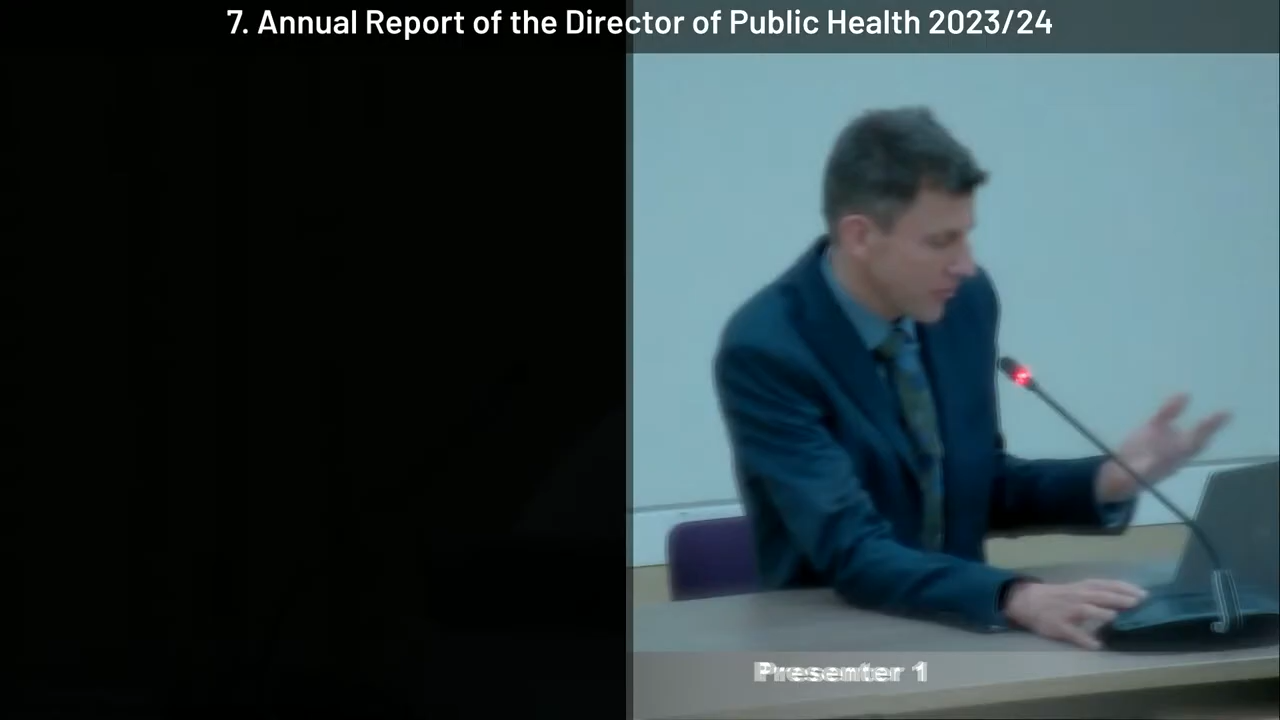 7. Annual Report of the Director of Public Health 2023/24
Presenter 1